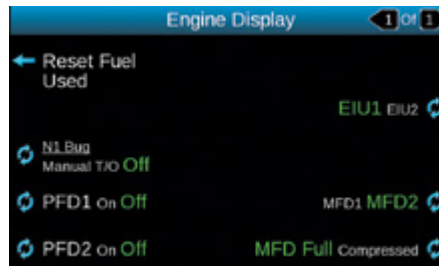 Engine Display 1 Of 1
Reset Fuel
Used
EIU1 EIU2
N1 Bug
Manual T/O Off
PFD1 On Off MFD1 MFD2
PFD2 On Off MFD Full Compressed